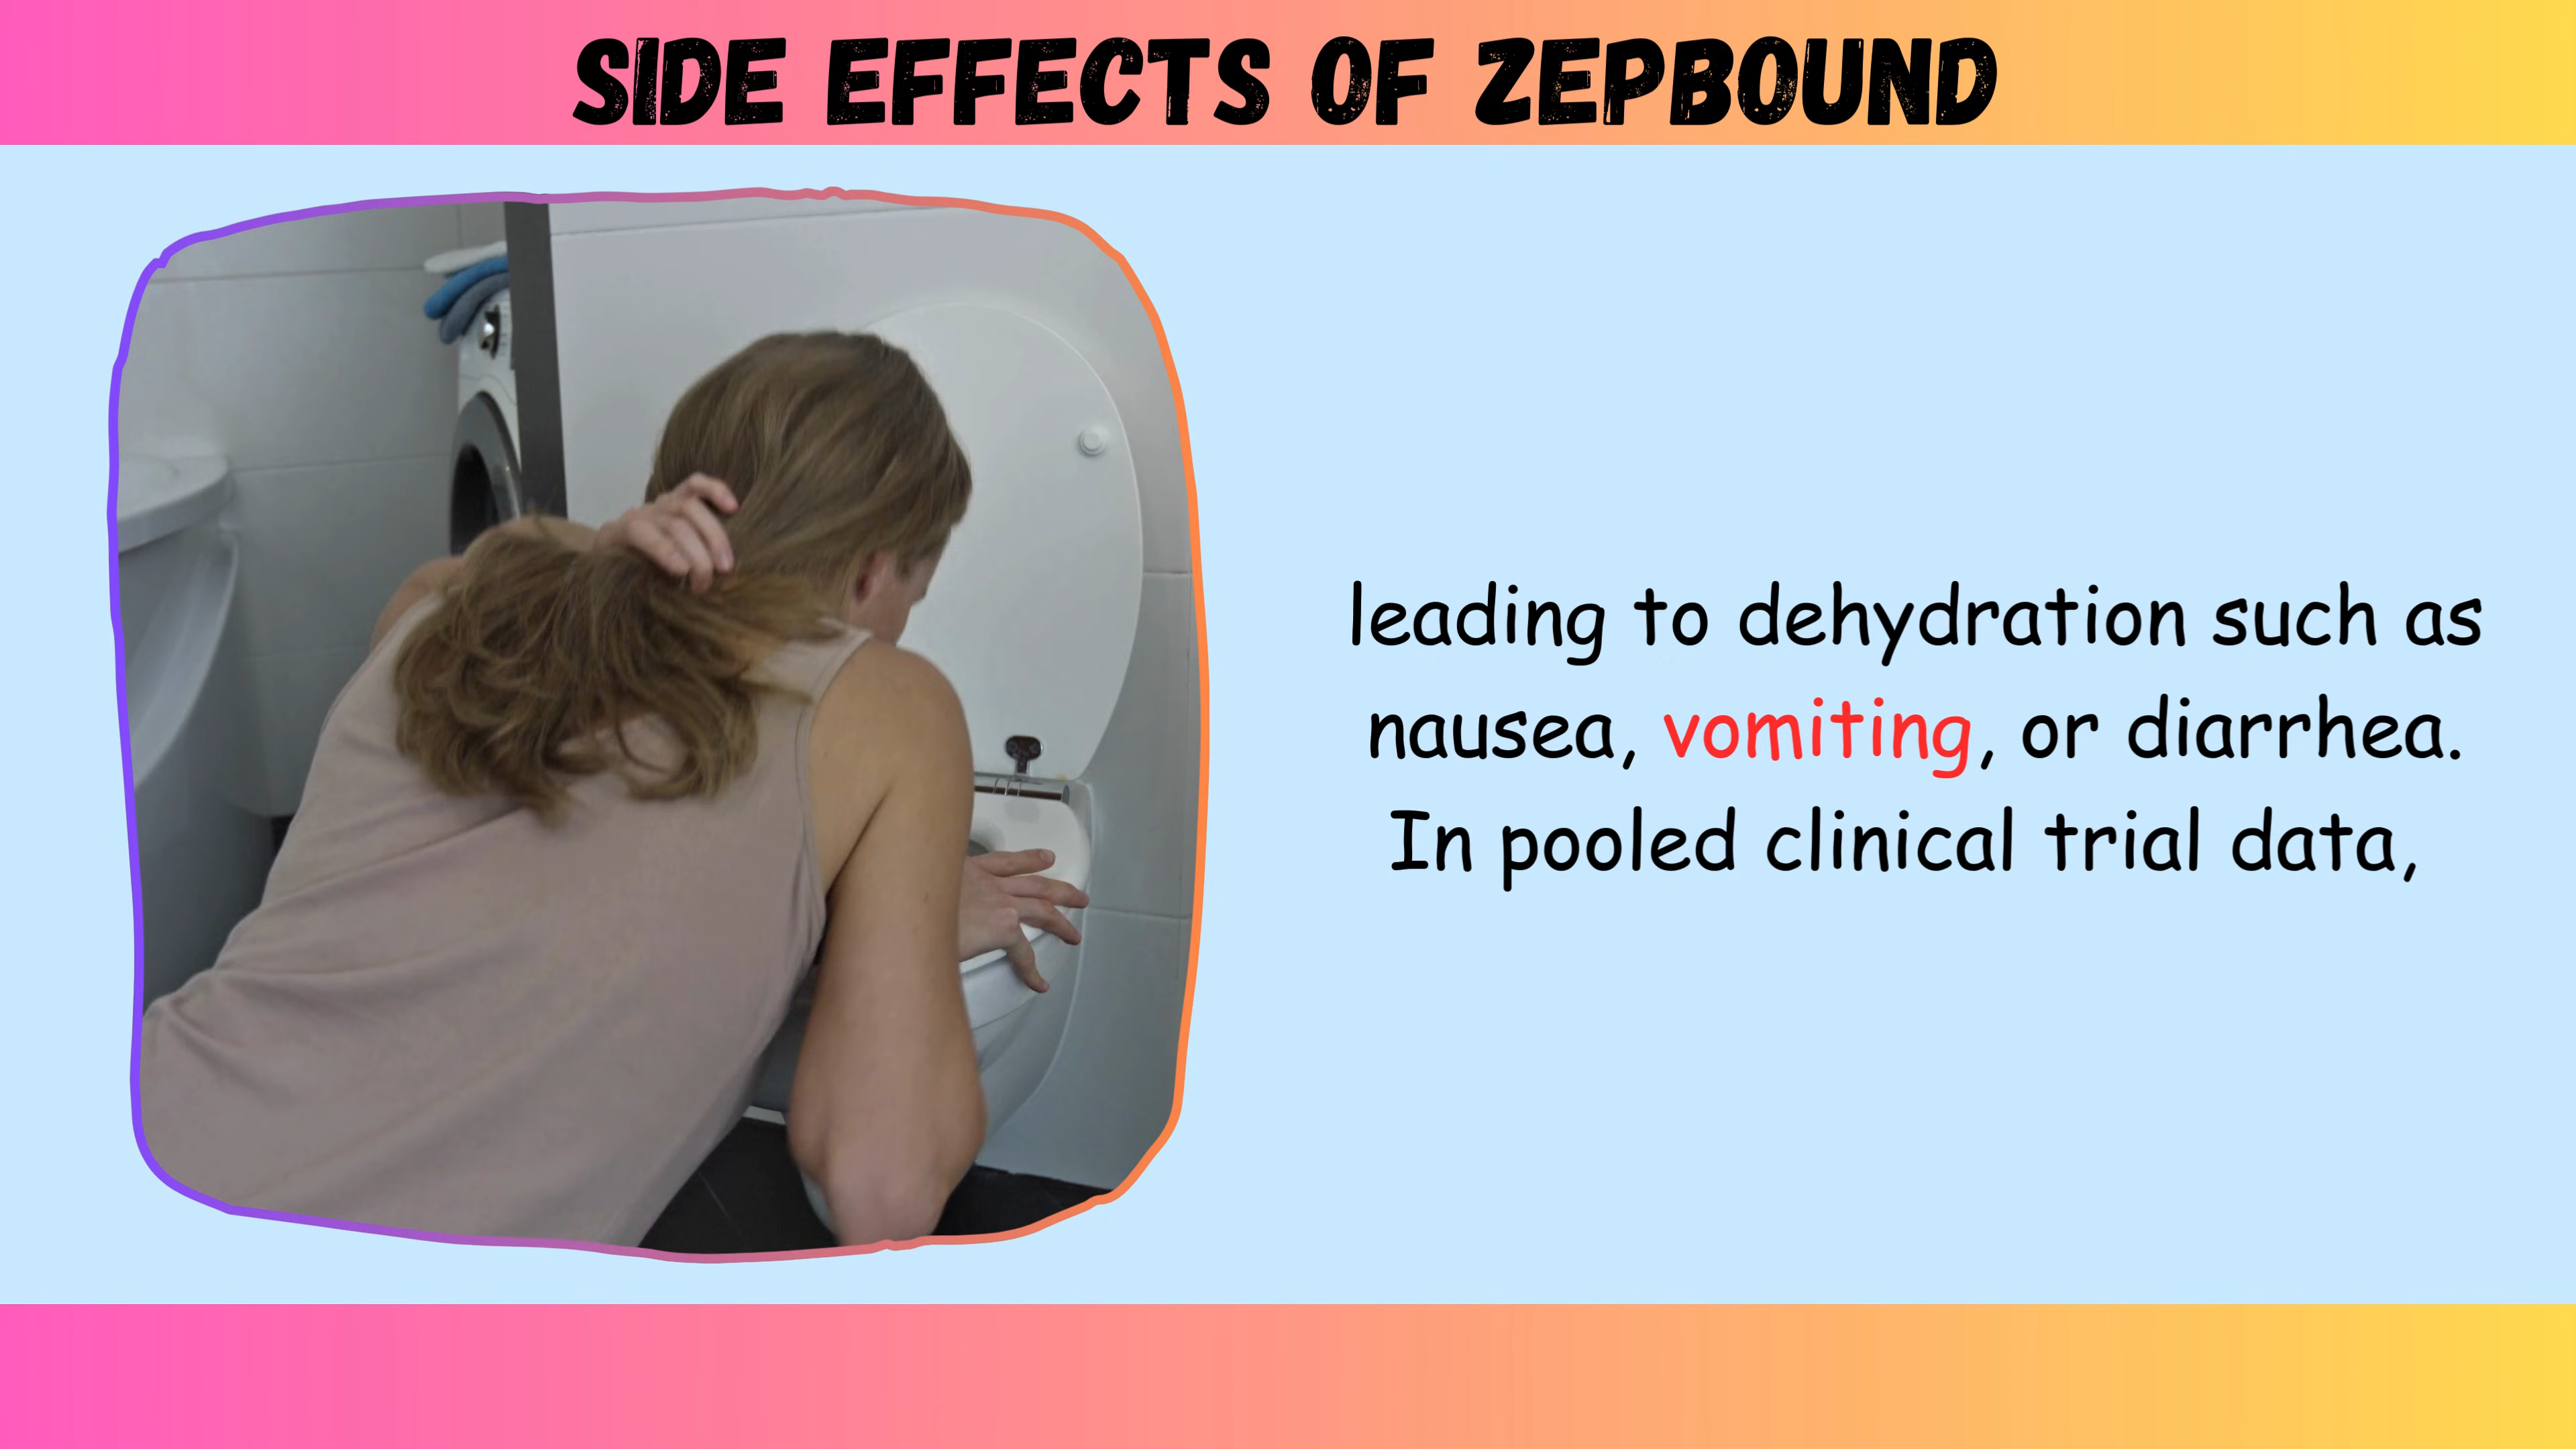 SIDE EFFECTS OF ZEPBOUND
leading to dehydration such as
nausea, vomiting, or diarrhea.
In pooled clinical trial data,